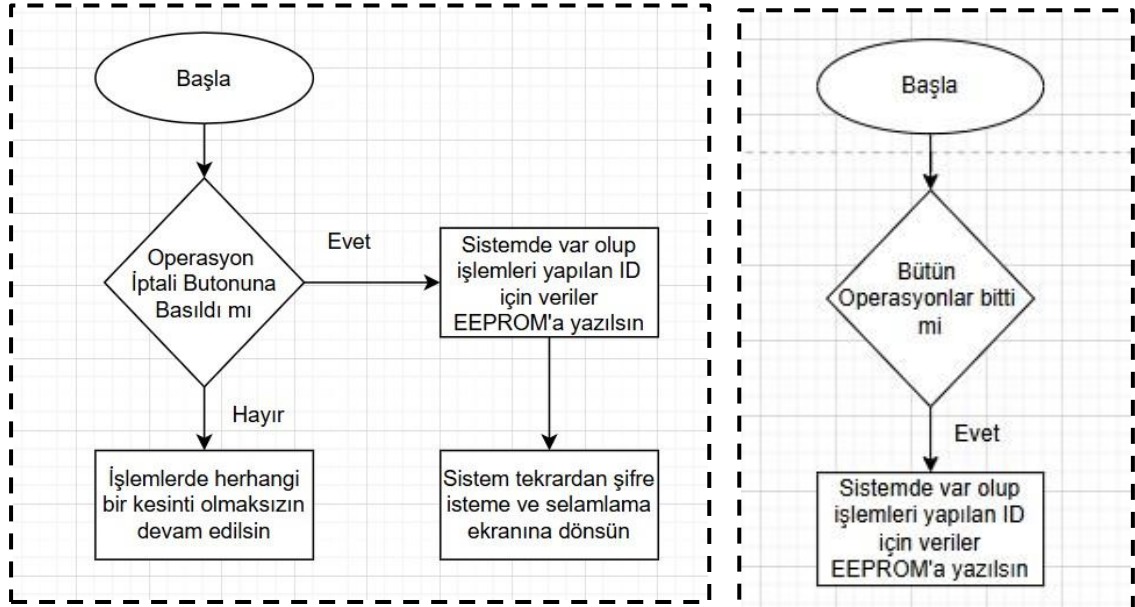 Başla
Operasyon
İptali Butonuna
Basıldı mı
Evet
Sistemde var olup
işlemleri yapılan ID
için veriler
EEPROM'a yazılsın
Hayır
İşlemlerde herhangi
bir kesinti olmaksızın
devam edilsin
Sistem tekrardan şifre
isteme ve selamlama
ekranına dönsün
Başla
Bütün
Operasyonlar bitti
mi
Evet
Sistemde var olup
işlemleri yapılan ID
için veriler
EEPROM'a yazılsın